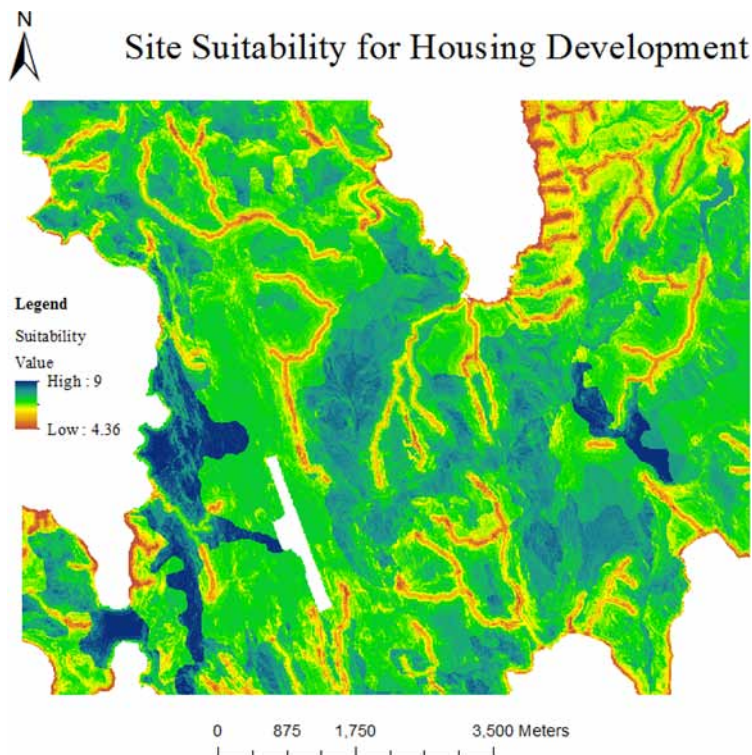 N
Site Suitability for Housing Development
Legend
Suitability
Value
High : 9
Low : 4.36
0 875 1,750 3,500 Meters